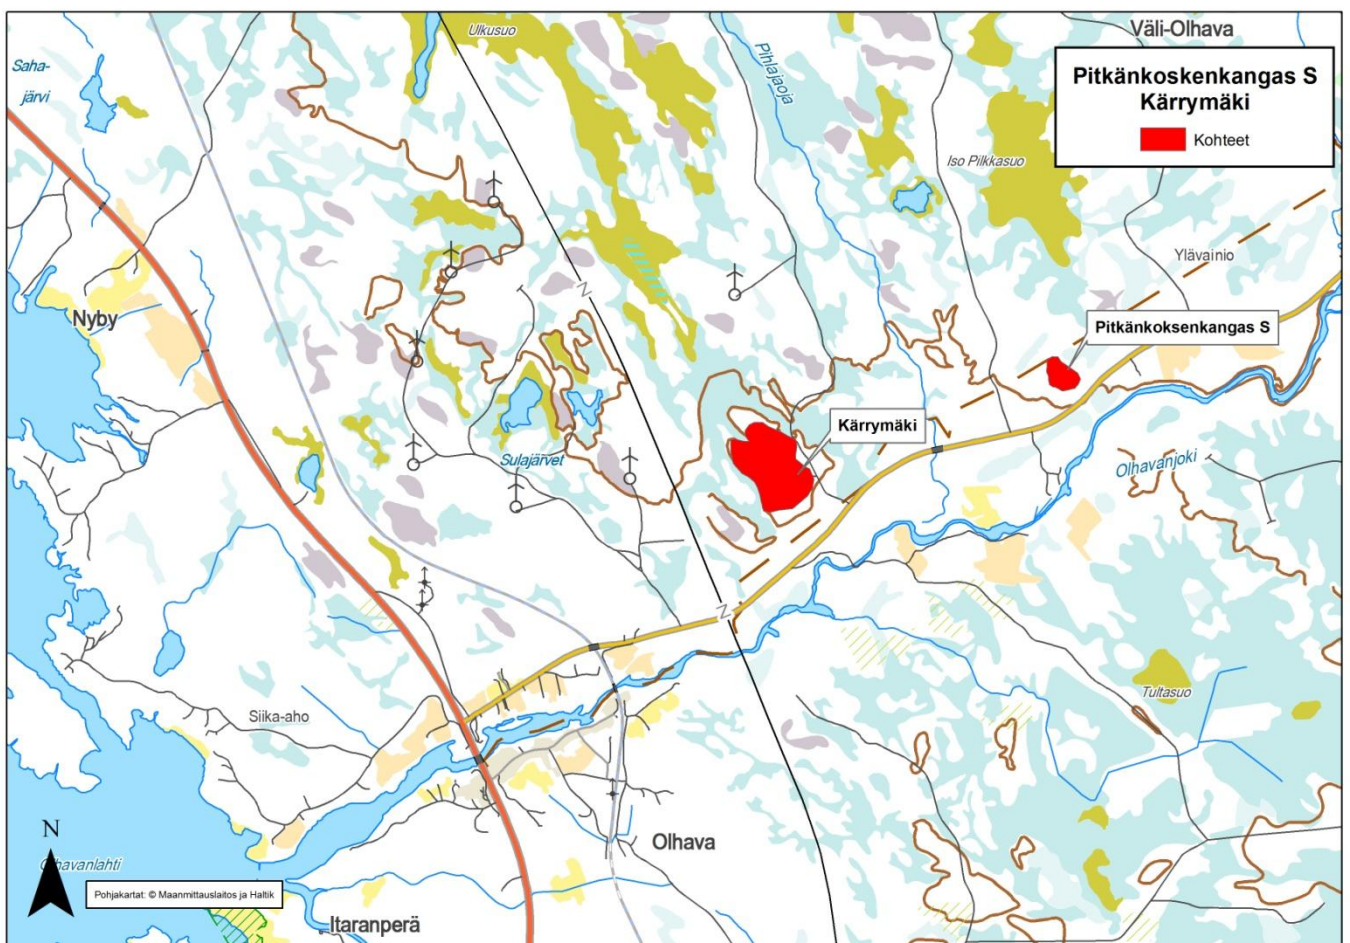 Väli-Olhava
Ulkusuo
Pihlajaoja
Saha-
järvi
Pitkänkoskenkangas S
Kärrymäki
Kohteet
Iso Pilkkasuo
Ylävainio
Z
Nyby
Pitkänkoksenkangas S
Kärrymäki
Sulajärvet
Olhavanjoki
Z
Tultasuo
Siika-aho
N
Olhava
Olhavanlahti
Pohjakartat: © Maanmittauslaitos ja Haltik
Itaranperä